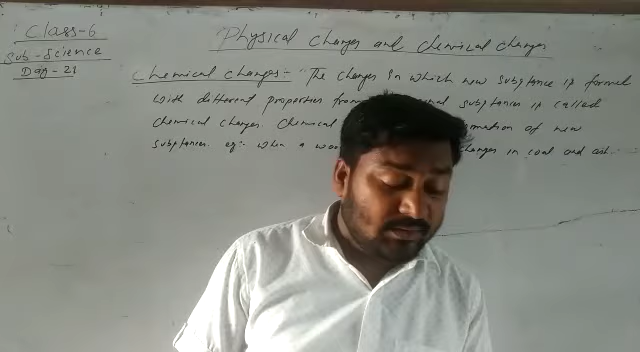 Class-6
Sub-Science
Day-21
Physical Changes and chemical changes
Chemical changes:- "The changes in which new substance is formed
with different properties from substances is called
chemical changes. Chemical of new
substances. eg:- when a changes in coal and ash.